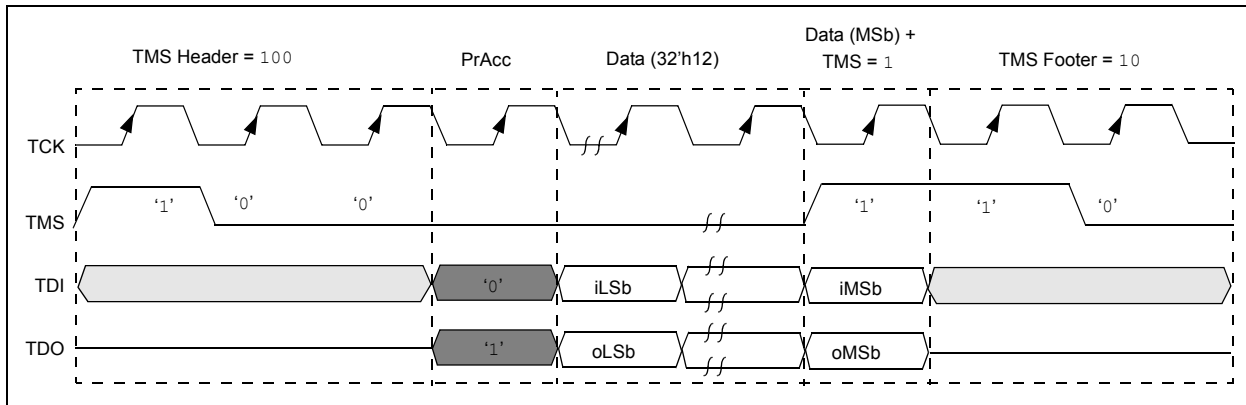 TMS Header = 100
PrAcc
Data (32'h12)
Data (MSb) +
TMS = 1
TMS Footer = 10
TCK
TMS
‘1’
‘0’
‘0’
‘1’
‘1’
‘0’
TDI
‘0’
iLSb
iMSb
TDO
‘1’
oLSb
oMSb